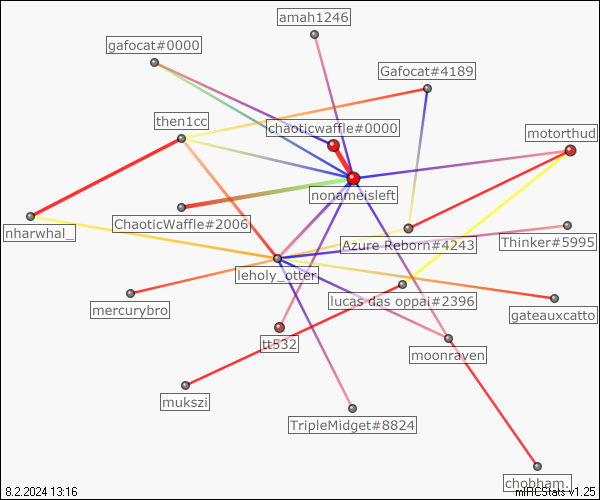 amah1246
gafocat#0000
Gafocat#4189
then1cc
chaoticwaffle#0000
motorthud
nonameisleft
ChaoticWaffle#2006
nharwhal_
Azure Reborn#4243
Thinker#5995
leholy_otter
lucas das oppai#2396
mercurybro
gateauxcatto
tt532
moonraven
mukszi
TripleMidget#8824
chobham.
8.2.2024 13:16
mIRCStats v1.25